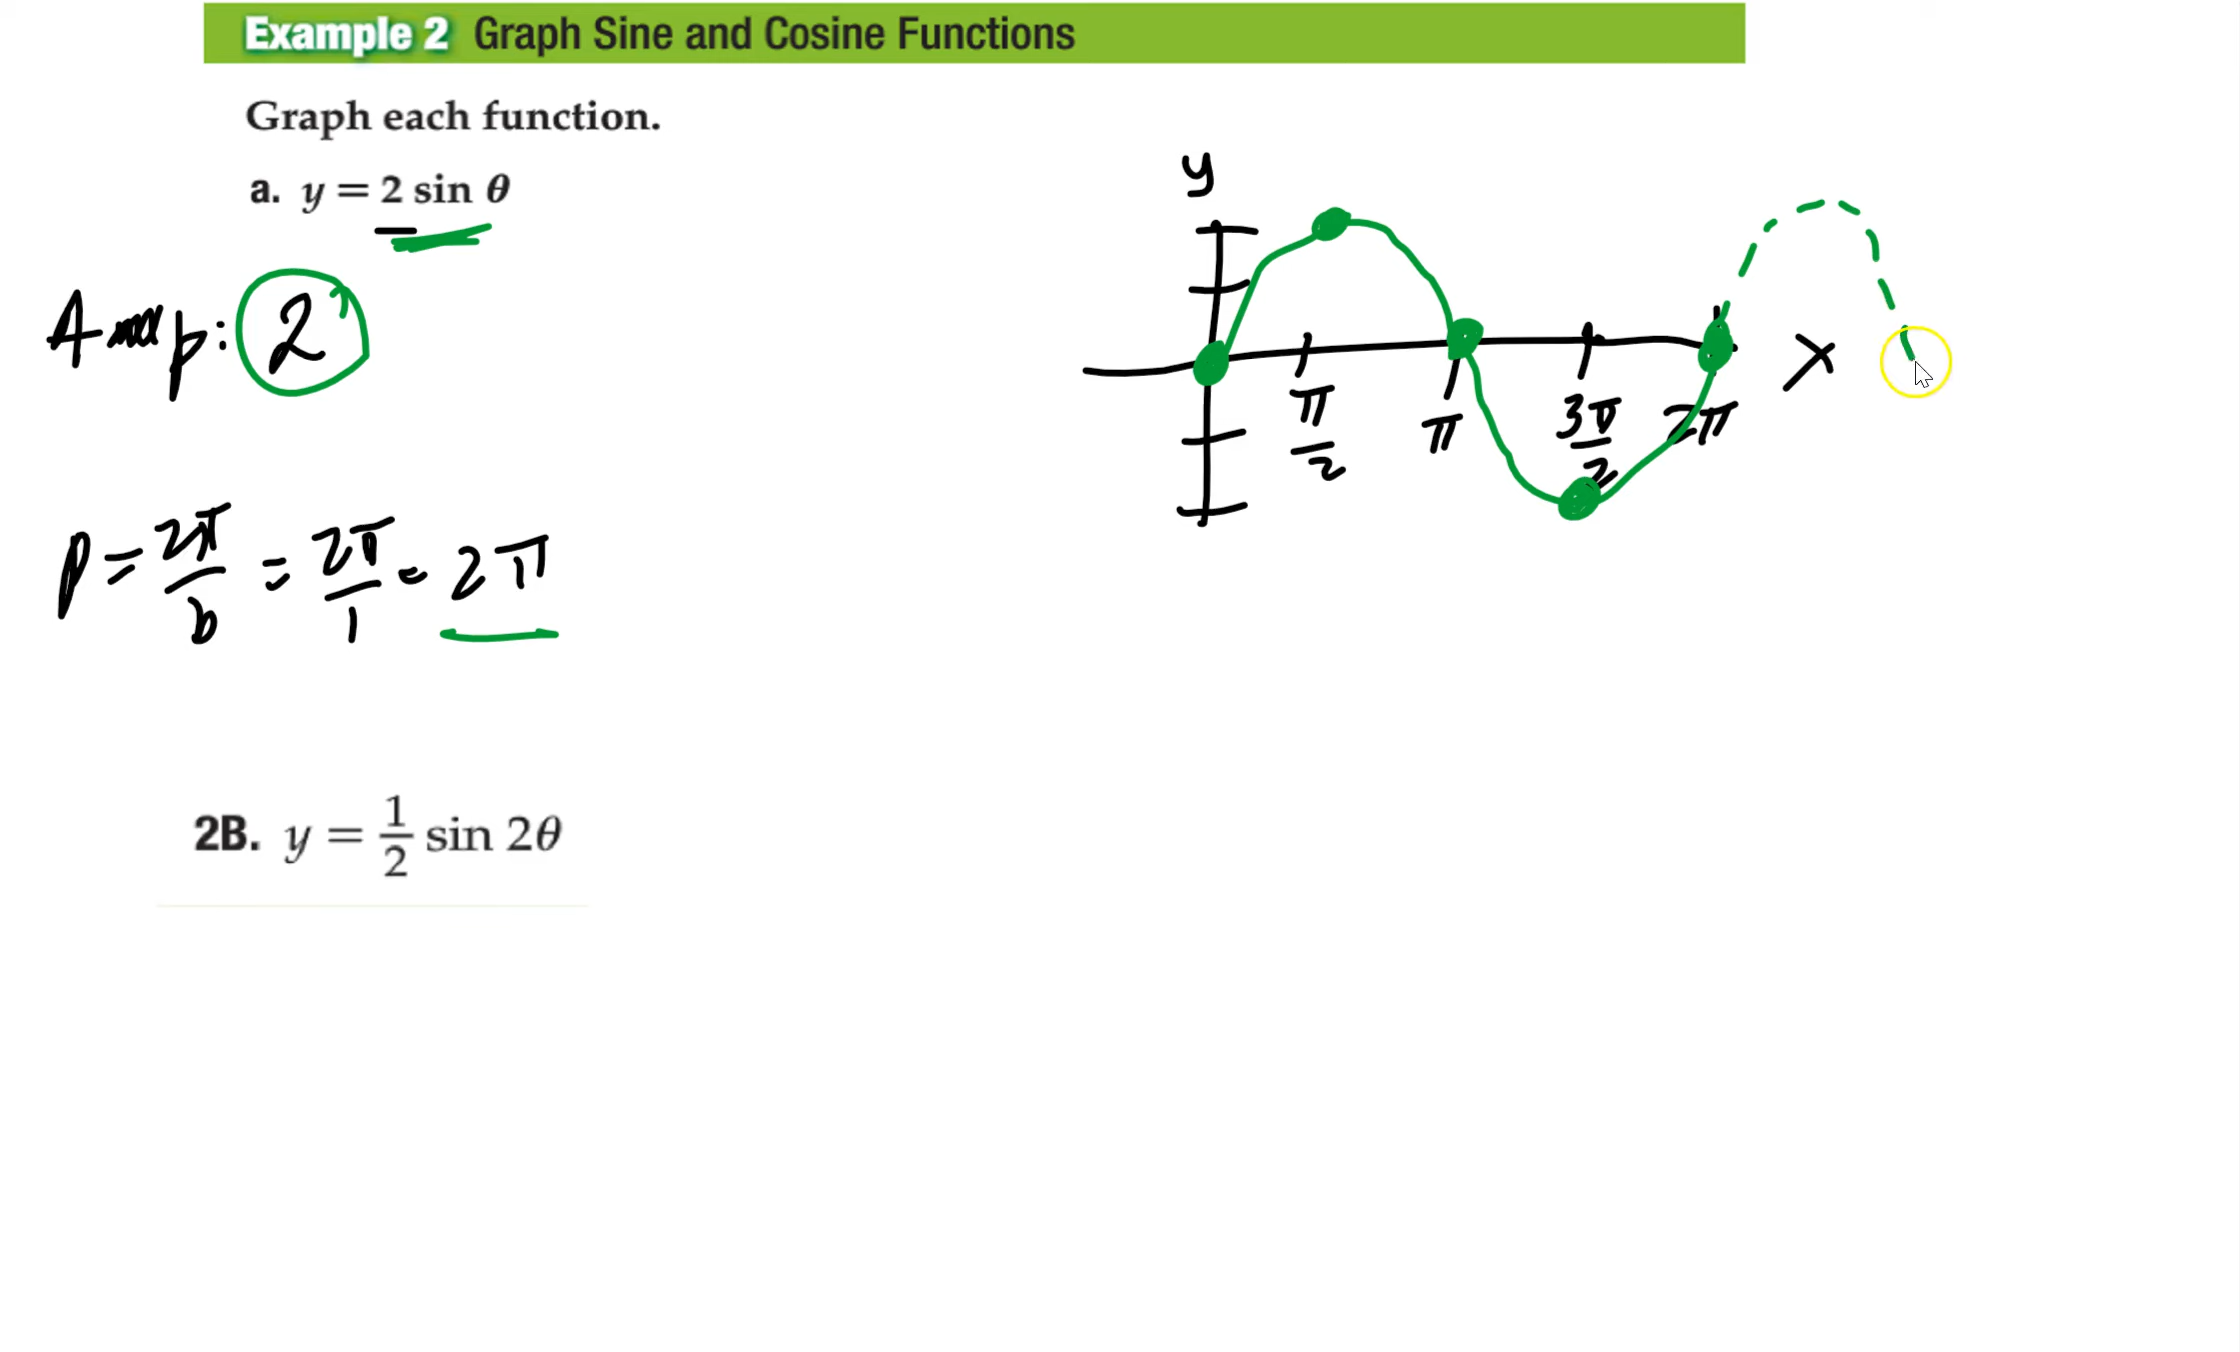 Example 2 Graph Sine and Cosine Functions
Graph each function.
a. y = 2 sin θ
Amp: 2
P = 2π/b = 2π/1 = 2π
y
π/2 π 3π/2 2π x
2B. y = 1/2 sin 2θ